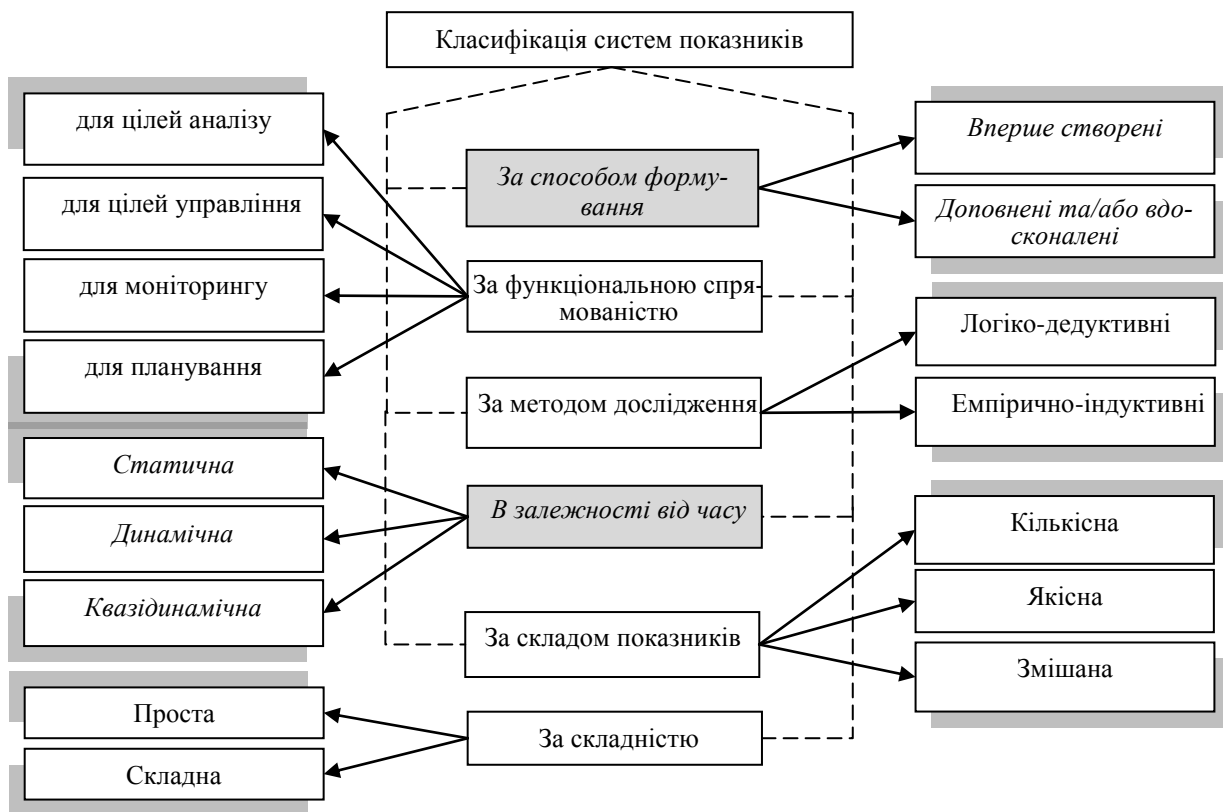 Класифікація систем показників
для цілей аналізу
для цілей управління
для моніторингу
для планування
Статична
Динамічна
Квазідинамічна
Проста
Складна
За способом форму-
вання
За функціональною спря-
мованістю
За методом дослідження
В залежності від часу
За складом показників
За складністю
Вперше створені
Доповнені та/або вдо-
сконалені
Логіко-дедуктивні
Емпірично-індуктивні
Кількісна
Якісна
Змішана